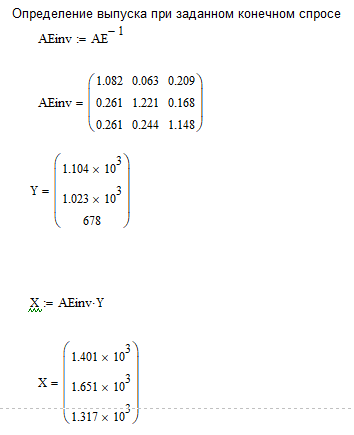 Определение выпуска при заданном конечном спросе
AEinv := AE⁻¹
AEinv = (1.082 0.063 0.209
0.261 1.221 0.168
0.261 0.244 1.148)
Y = (1.104 × 10³
1.023 × 10³
678)
X := AEinv·Y
X = (1.401 × 10³
1.651 × 10³
1.317 × 10³)